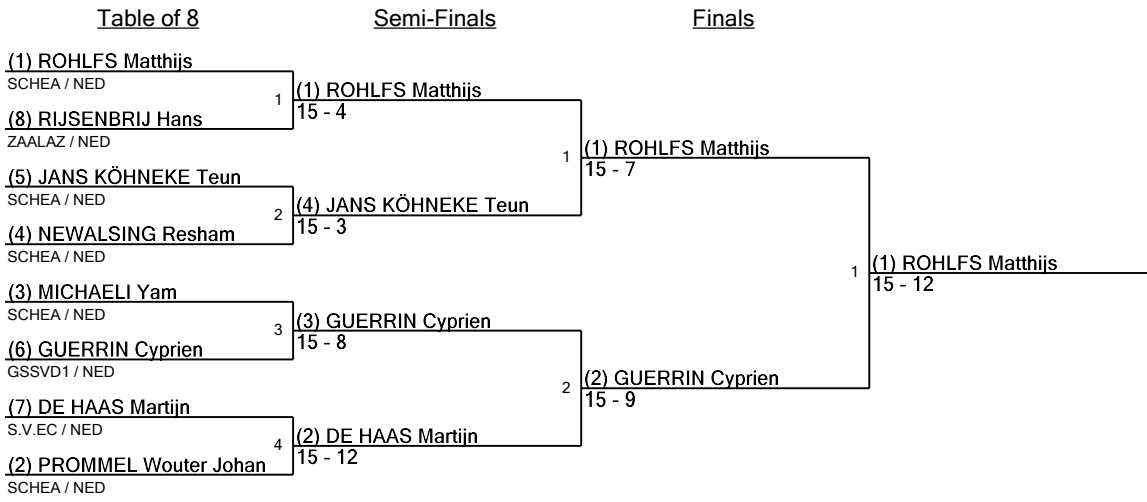 Table of 8
Semi-Finals
Finals
(1) ROHLFS Matthijs
SCHEA / NED
1
(8) RIJSENBRIJ Hans
ZAALAZ / NED
(5) JANS KÖHNEKE Teun
SCHEA / NED
2
(4) NEWALSING Resham
SCHEA / NED
(3) MICHAELI Yam
SCHEA / NED
3
(6) GUERRIN Cyprien
GSSVD1 / NED
(7) DE HAAS Martijn
S.V.EC / NED
4
(2) PROMMEL Wouter Johan
SCHEA / NED
(1) ROHLFS Matthijs
15 - 4
1
(4) JANS KÖHNEKE Teun
15 - 3
(3) GUERRIN Cyprien
15 - 8
2
(2) DE HAAS Martijn
15 - 12
(1) ROHLFS Matthijs
15 - 7
1
(2) GUERRIN Cyprien
15 - 9
(1) ROHLFS Matthijs
15 - 12